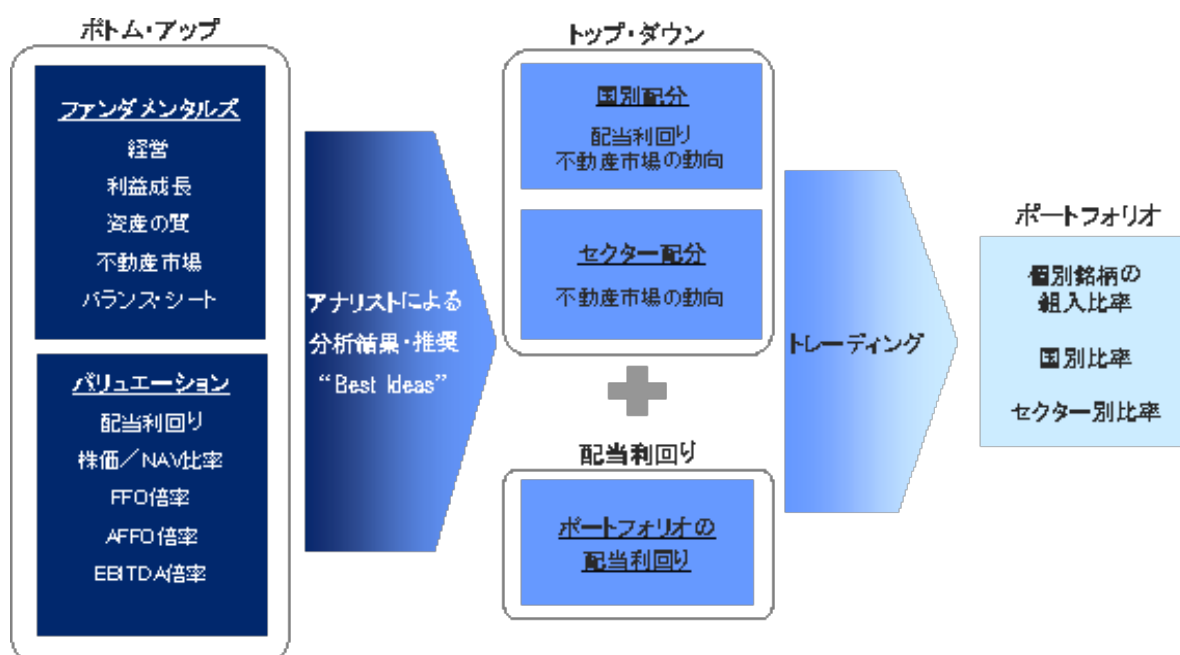 ボトム・アップ
ファンダメンタルズ
経営
利益成長
資産の質
不動産市場
バランス・シート
バリュエーション
配当利回り
株価／NAV比率
FFO倍率
AFFO倍率
EBITDA倍率
アナリストによる
分析結果・推奨
“Best Ideas”
トップ・ダウン
国別配分
配当利回り
不動産市場の動向
セクター配分
不動産市場の動向
配当利回り
ポートフォリオの
配当利回り
トレーディング
ポートフォリオ
個別銘柄の
組入比率
国別比率
セクター別比率